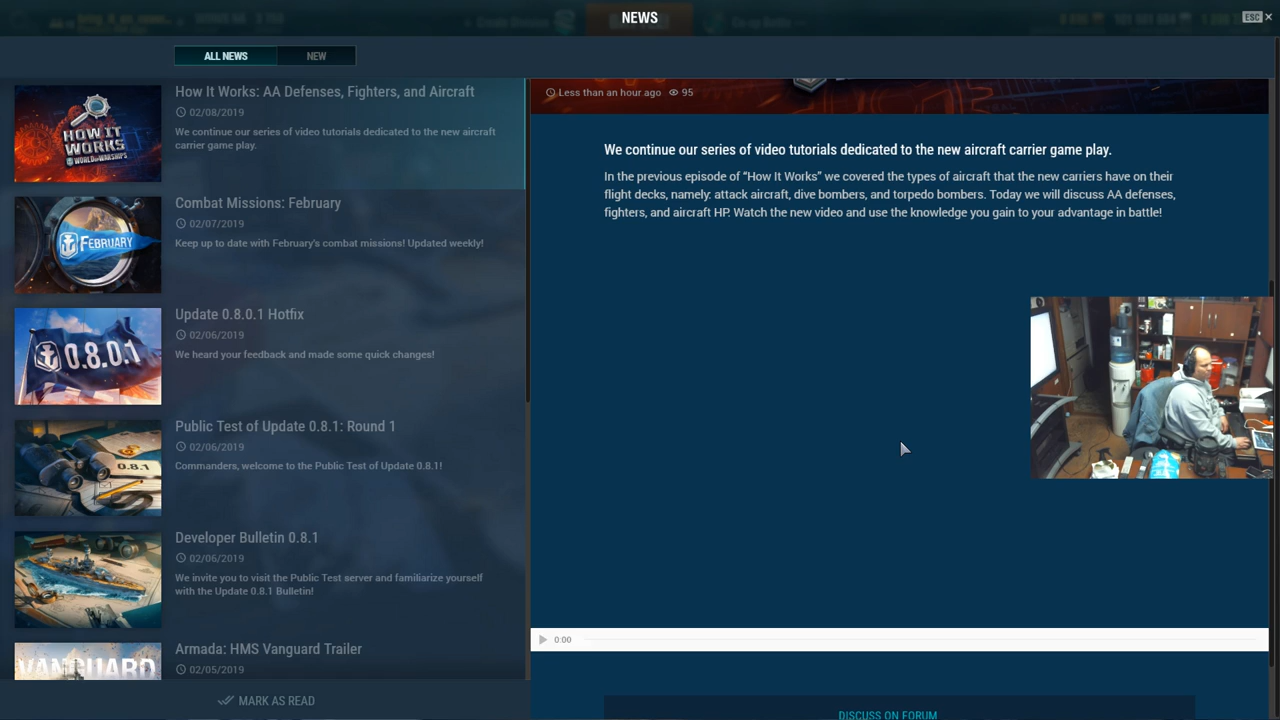 NEWS
ESC
ALL NEWS
NEW
How It Works: AA Defenses, Fighters, and Aircraft
02/08/2019
We continue our series of video tutorials dedicated to the new aircraft
carrier game play.
HOW IT
WORKS
WORLD OF WARSHIPS
Combat Missions: February
02/07/2019
Keep up to date with February's combat missions! Updated weekly!
FEBRUARY
Update 0.8.0.1 Hotfix
02/06/2019
We heard your feedback and made some quick changes!
0.8.0.1
Public Test of Update 0.8.1: Round 1
02/06/2019
Commanders, welcome to the Public Test of Update 0.8.1!
0.8.1
Developer Bulletin 0.8.1
02/06/2019
We invite you to visit the Public Test server and familiarize yourself
with the Update 0.8.1 Bulletin!
Armada: HMS Vanguard Trailer
02/05/2019
VANGUARD
MARK AS READ
Less than an hour ago 95
We continue our series of video tutorials dedicated to the new aircraft carrier game play.
In the previous episode of “How It Works” we covered the types of aircraft that the new carriers have on their
flight decks, namely: attack aircraft, dive bombers, and torpedo bombers. Today we will discuss AA defenses,
fighters, and aircraft HP. Watch the new video and use the knowledge you gain to your advantage in battle!
0:00
DISCUSS ON FORUM